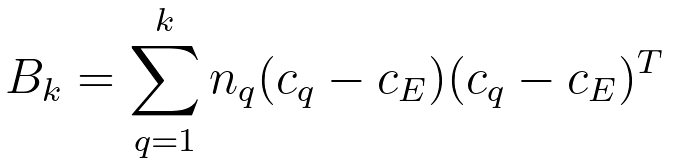 $B_k = \sum_{q=1}^{k} n_q (c_q - c_E)(c_q - c_E)^T$